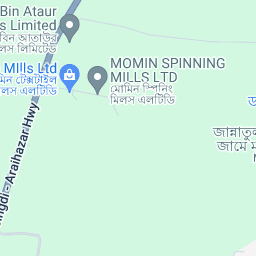 Bin Ataur
s Limited
বিন আতাউর
লস লিমিটেড
MIlls Ltd
মিন টেক্সটাইল
লস এলটিডি
MOMIN SPINNING
MILLS LTD
মোমিন স্পিনিং
মিলস এলটিডি
জান্নাতুল
জামে ম
ngdi - Araihazar Hwy